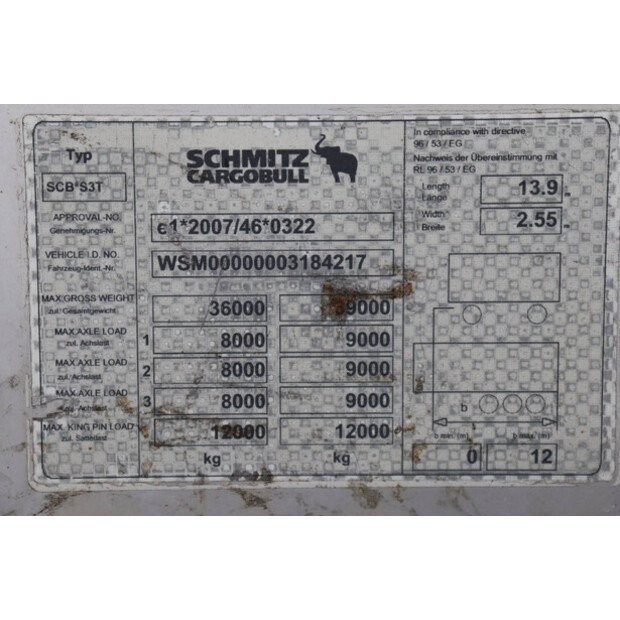 Typ
SCB*S3T
SCHMITZ
CARGOBULL
APPROVAL-NO.
Genehmigungs-Nr.
e1*2007/46*0322
VEHICLE I.D. NO.
Fahrzeug-Ident.-Nr.
WSM00000003184217
MAX.GROSS WEIGHT
zul. Gesamtgewicht
36000 39000
MAX.AXLE LOAD
zul. Achslast
1 8000 9000
MAX.AXLE LOAD
zul. Achslast
2 8000 9000
MAX.AXLE LOAD
zul. Achslast
3 8000 9000
MAX. KING PIN LOAD
zul. Sattellast
12000 12000
kg kg
In compliance with directive
96 / 53 / EG
Nachweis der Übereinstimmung mit
RL 96 / 53 / EG
Length
Länge
13.9
Width
Breite
2.55
b
b min. (m) b max. (m)
0 12